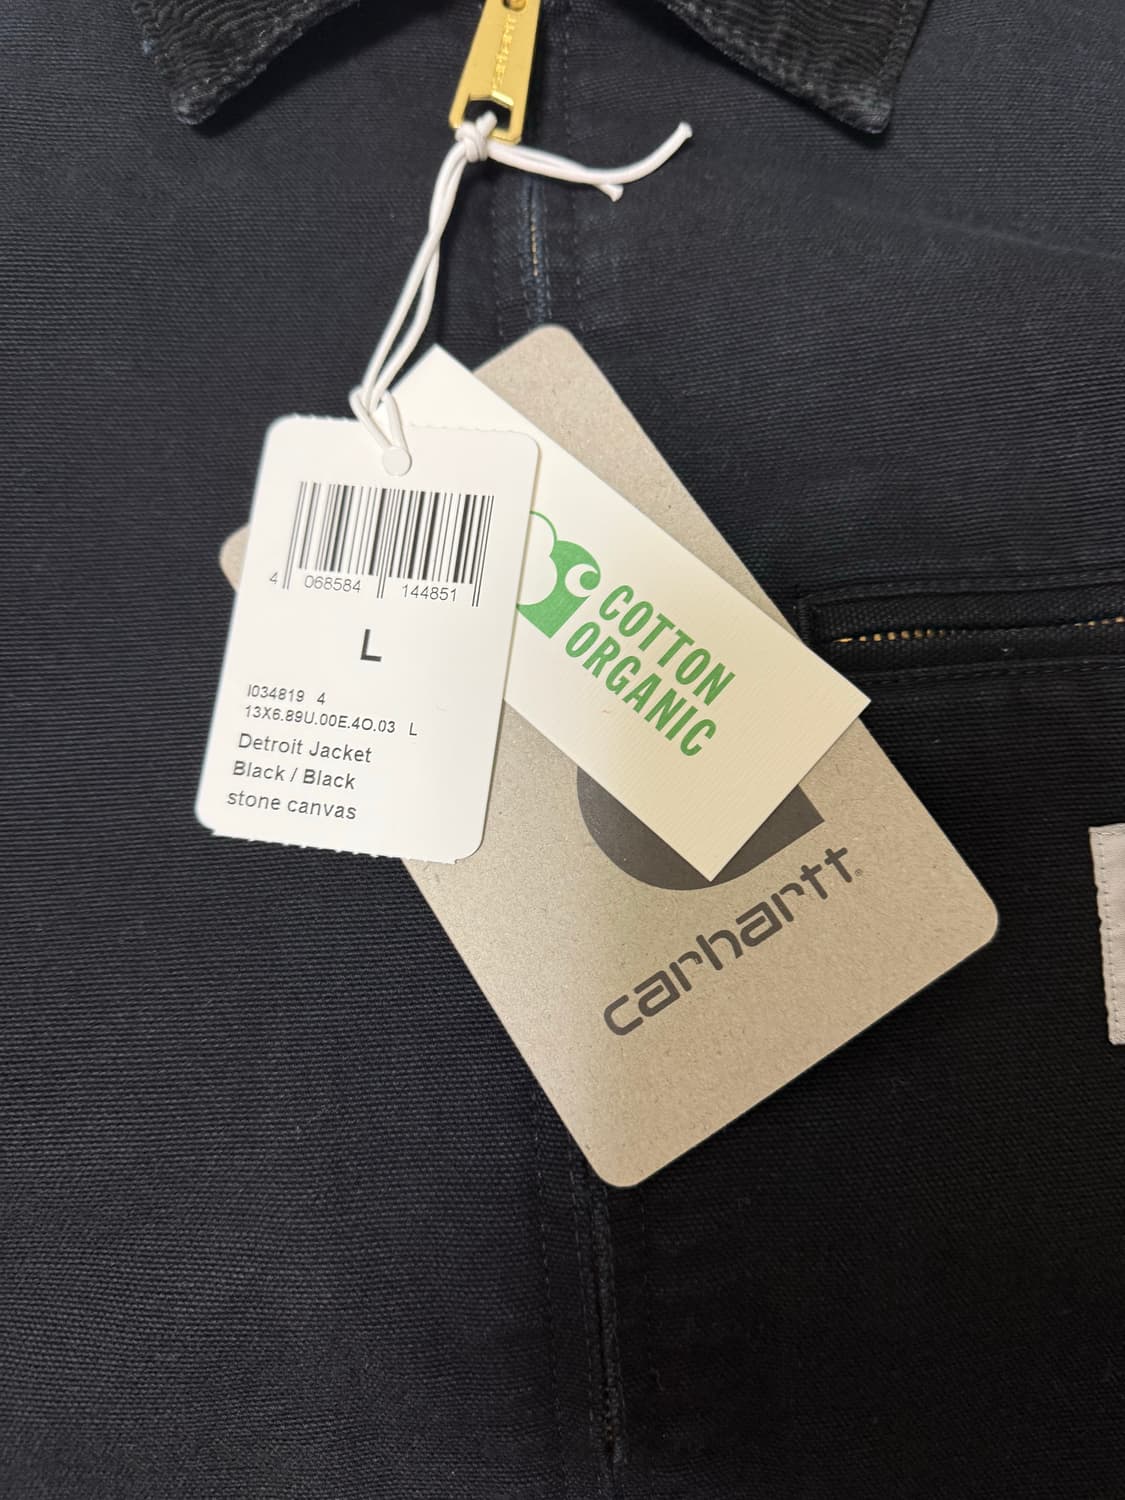 4 068584 144851
L
I034819 4
13X6.89U.00E.4O.03 L
Detroit Jacket
Black / Black
stone canvas
COTTON
ORGANIC
carhartt®